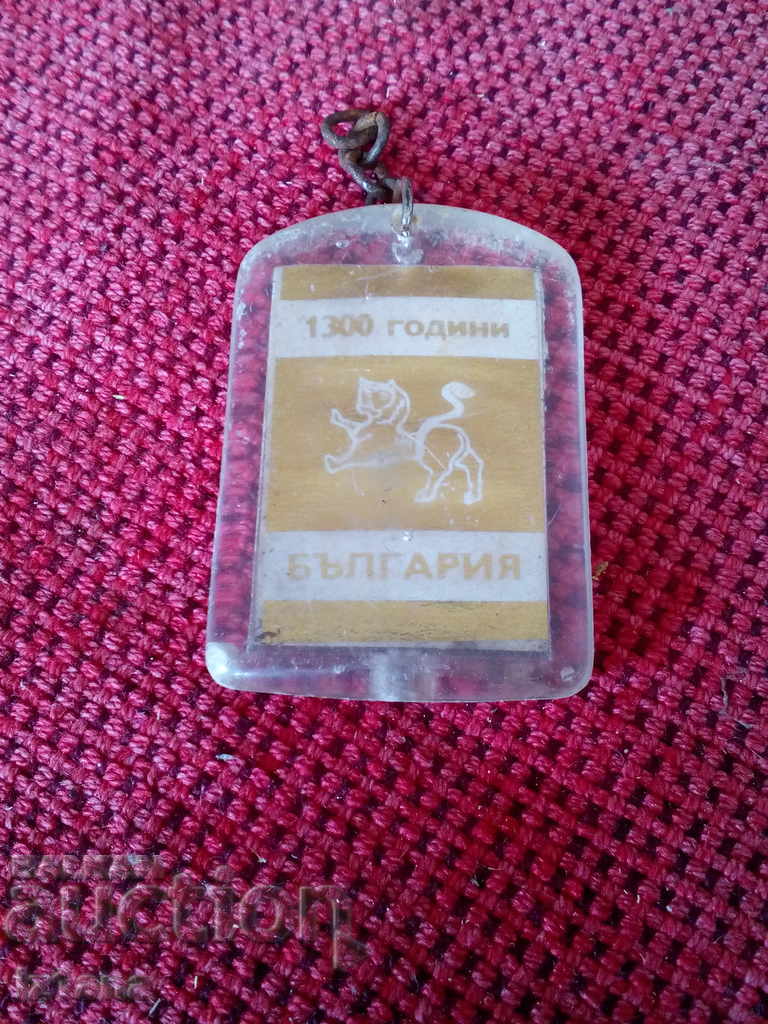 1300 години
БЪЛГАРИЯ
auction